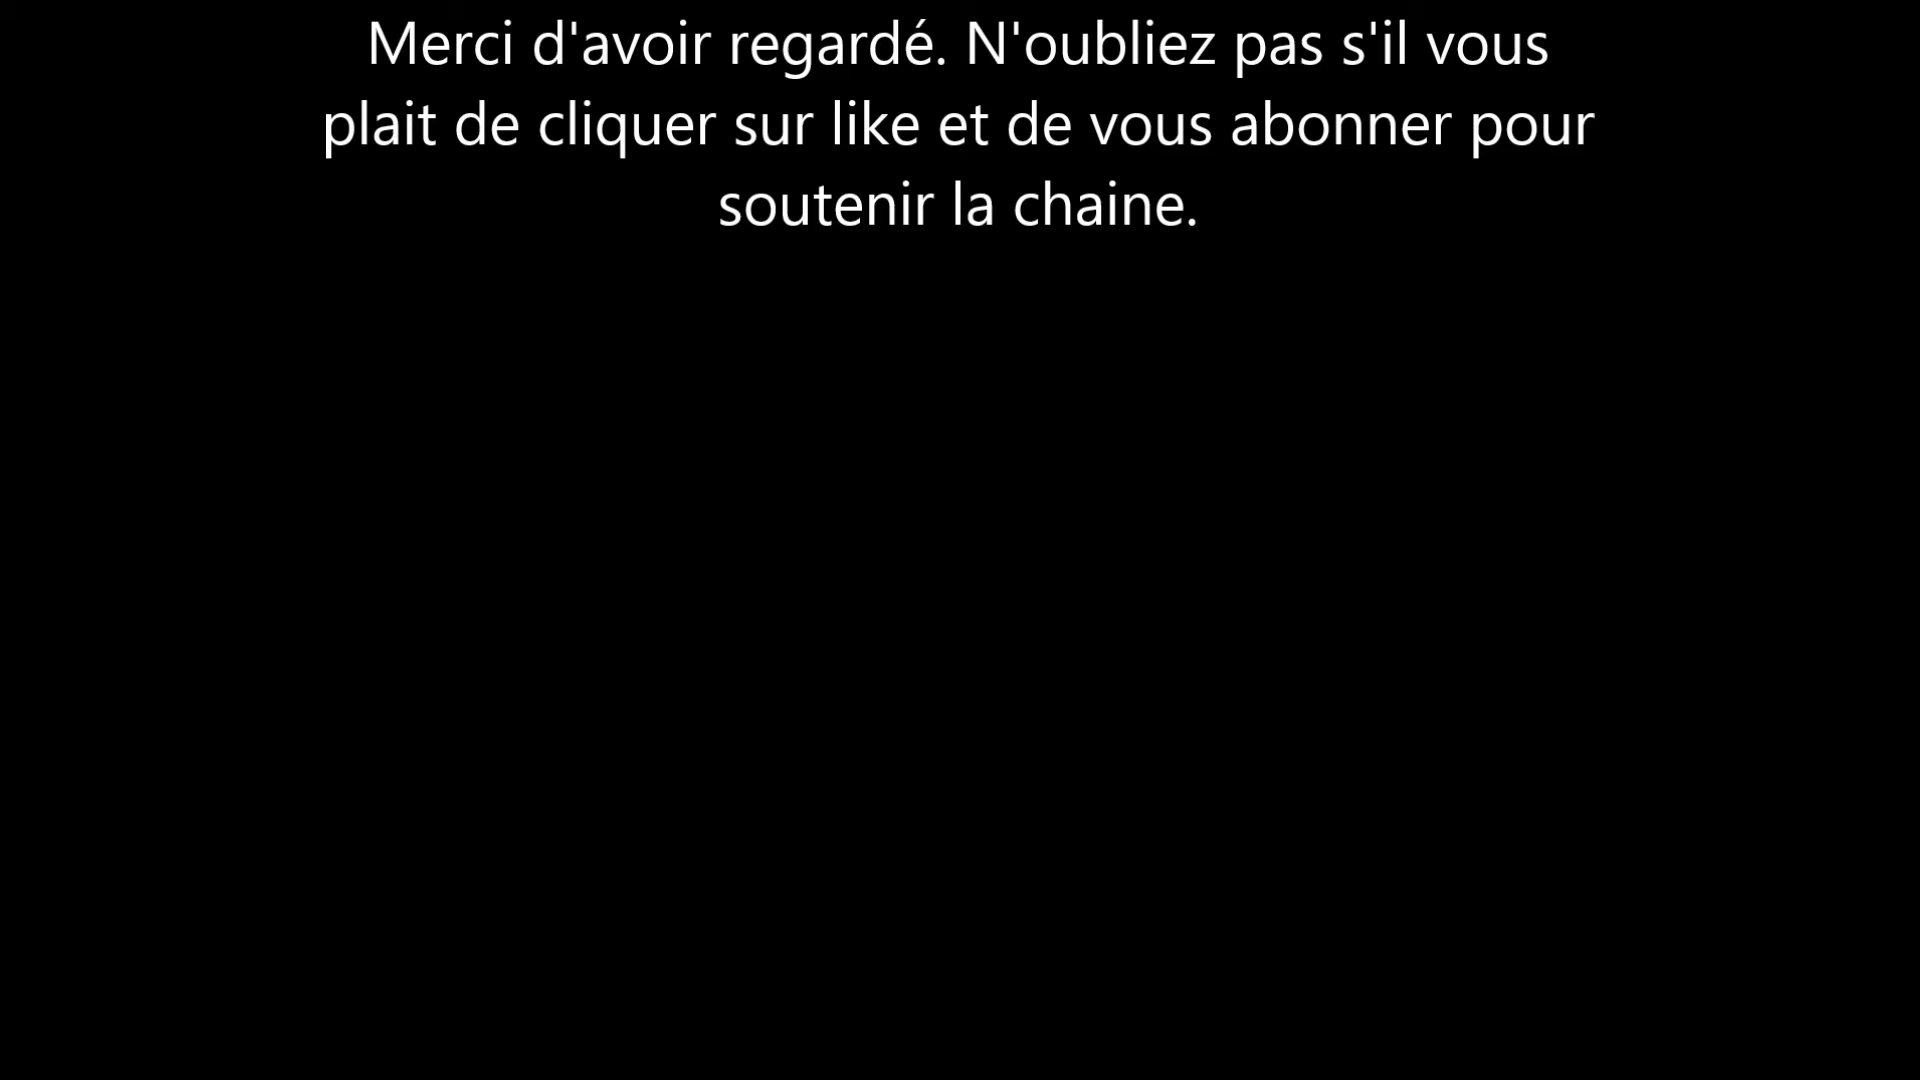 Merci d'avoir regardé. N'oubliez pas s'il vous
plait de cliquer sur like et de vous abonner pour
soutenir la chaine.